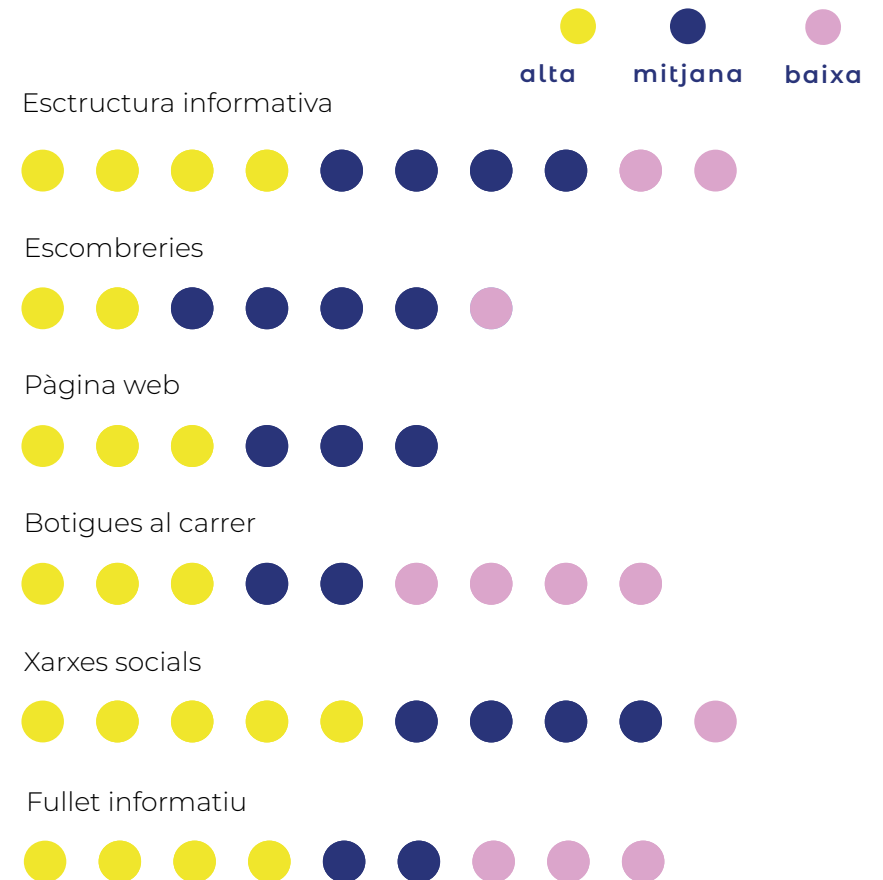 alta
mitjana
baixa
Esctructura informativa
Escombreries
Pàgina web
Botigues al carrer
Xarxes socials
Fullet informatiu